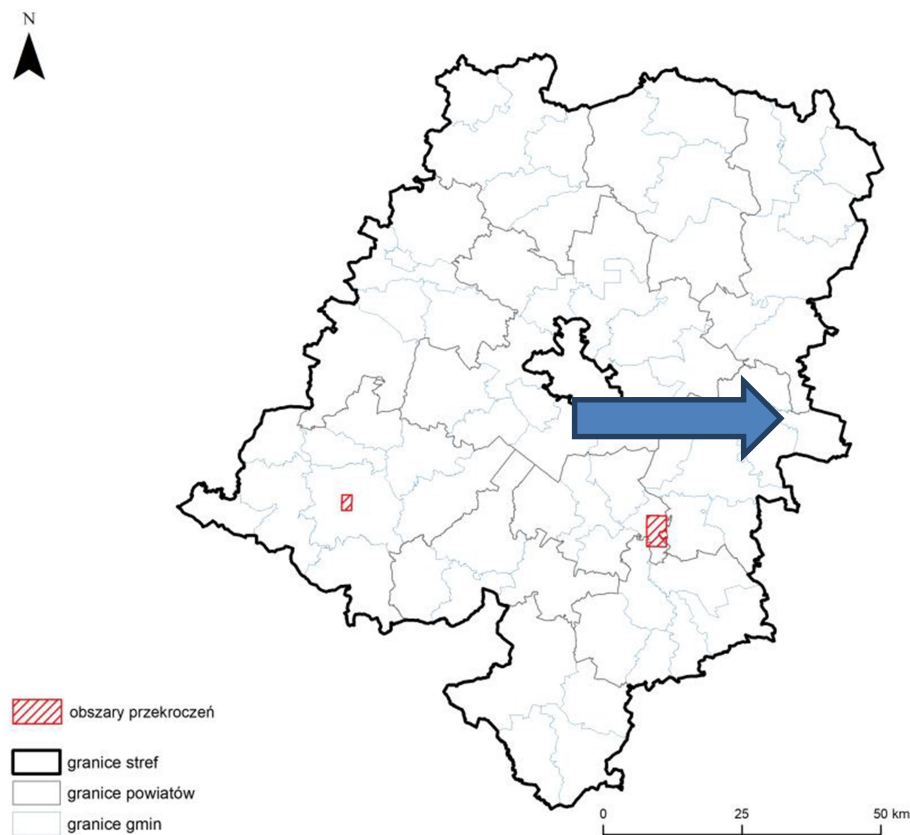 N
obszary przekroczeń
granice stref
granice powiatów
granice gmin
0 25 50 km